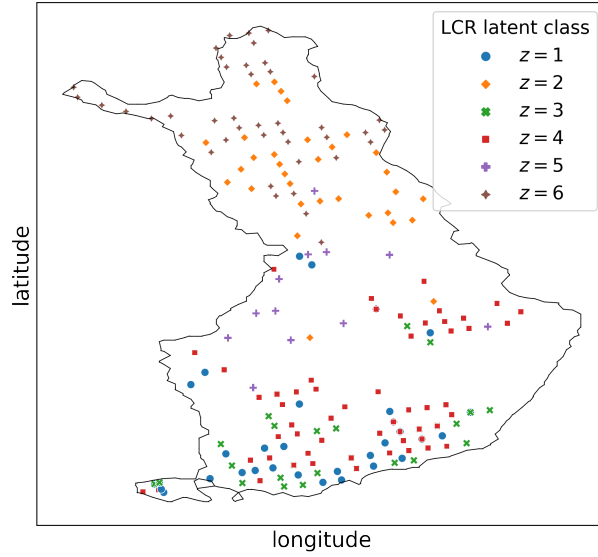 LCR latent class
z = 1
z = 2
z = 3
z = 4
z = 5
z = 6
latitude
longitude